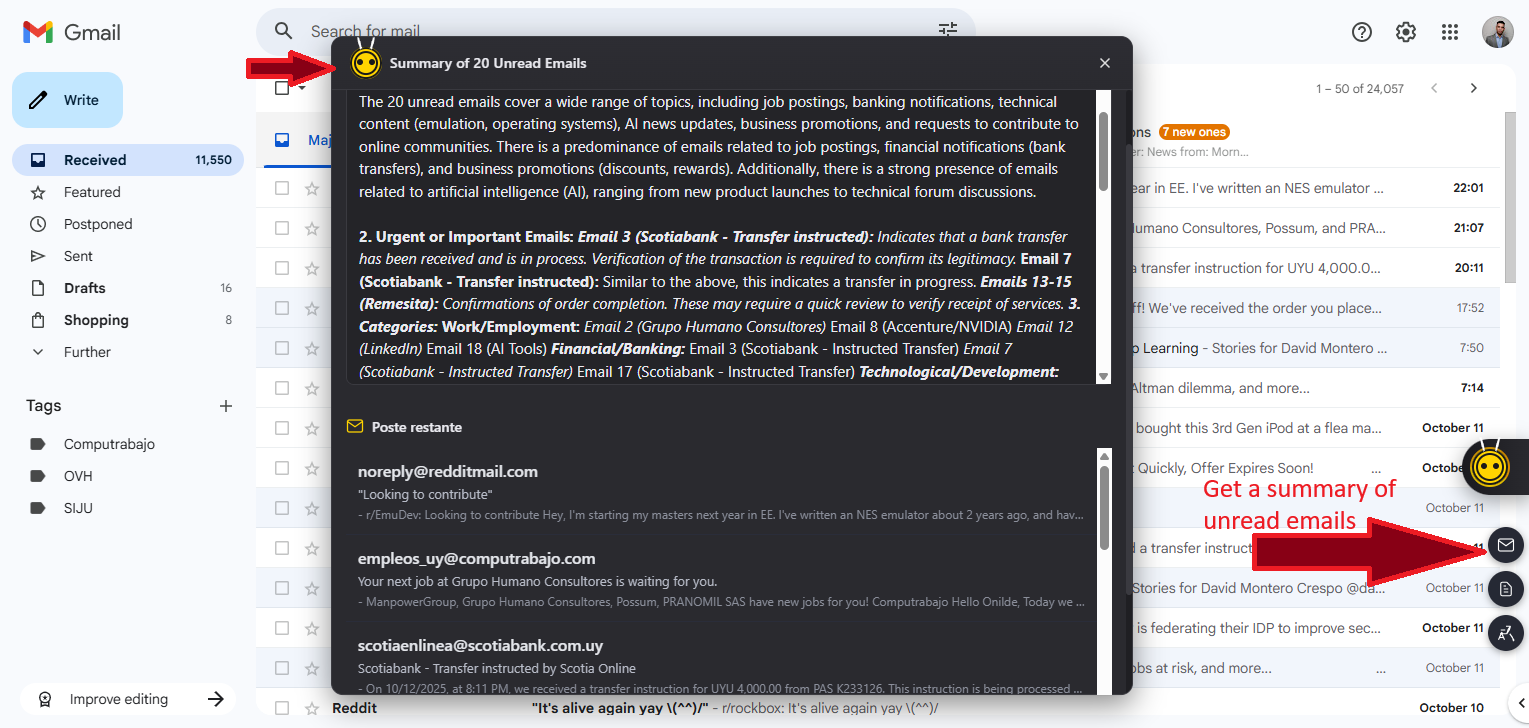 Gmail
Search for mail
Write
Received 11,550
Featured
Postponed
Sent
Drafts 16
Shopping 8
Further
Tags
Computrabajo
OVH
SIJU
Improve editing
Summary of 20 Unread Emails
The 20 unread emails cover a wide range of topics, including job postings, banking notifications, technical
content (emulation, operating systems), AI news updates, business promotions, and requests to contribute to
online communities. There is a predominance of emails related to job postings, financial notifications (bank
transfers), and business promotions (discounts, rewards). Additionally, there is a strong presence of emails
related to artificial intelligence (AI), ranging from new product launches to technical forum discussions.
2. Urgent or Important Emails: Email 3 (Scotiabank - Transfer instructed): Indicates that a bank transfer
has been received and is in process. Verification of the transaction is required to confirm its legitimacy. Email 7
(Scotiabank - Transfer instructed): Similar to the above, this indicates a transfer in progress. Emails 13-15
(Remesita): Confirmations of order completion. These may require a quick review to verify receipt of services. 3.
Categories: Work/Employment: Email 2 (Grupo Humano Consultores) Email 8 (Accenture/NVIDIA) Email 12
(LinkedIn) Email 18 (AI Tools) Financial/Banking: Email 3 (Scotiabank - Instructed Transfer) Email 7
(Scotiabank - Instructed Transfer) Email 17 (Scotiabank - Instructed Transfer) Technological/Development:
Poste restante
noreply@redditmail.com
"Looking to contribute"
- r/EmuDev: Looking to contribute Hey, I'm starting my masters next year in EE. I've written an NES emulator about 2 years ago, and hav...
empleos_uy@computrabajo.com
Your next job at Grupo Humano Consultores is waiting for you.
- ManpowerGroup, Grupo Humano Consultores, Possum, PRANOMIL SAS have new jobs for you! Computrabajo Hello Onilde, Today we ...
scotiaenlinea@scotiabank.com.uy
Scotiabank - Transfer instructed by Scotia Online
- On 10/12/2025, at 8:11 PM, we received a transfer instruction for UYU 4,000.00 from PAS K233126. This instruction is being processed ...
Reddit "It's alive again yay \(^^)/" - r/rockbox: It's alive again yay \(^^)/ October 10
Maj
1 – 50 of 24,057
ons 7 new ones
er: News from: Morn...
ear in EE. I've written an NES emulator ... 22:01
umano Consultores, Possum, and PRA... 21:07
a transfer instruction for UYU 4,000.0... 20:11
ff! We've received the order you place... 17:52
Learning - Stories for David Montero ... 7:50
Altman dilemma, and more... 7:14
bought this 3rd Gen iPod at a flea ma... October 11
Quickly, Offer Expires Soon! ... Octobe
October 11
Get a summary of
unread emails
d a transfer instruct 11
Stories for David Montero Crespo @da... October 11
is federating their IDP to improve sec... October 11
obs at risk, and more... ... October 11